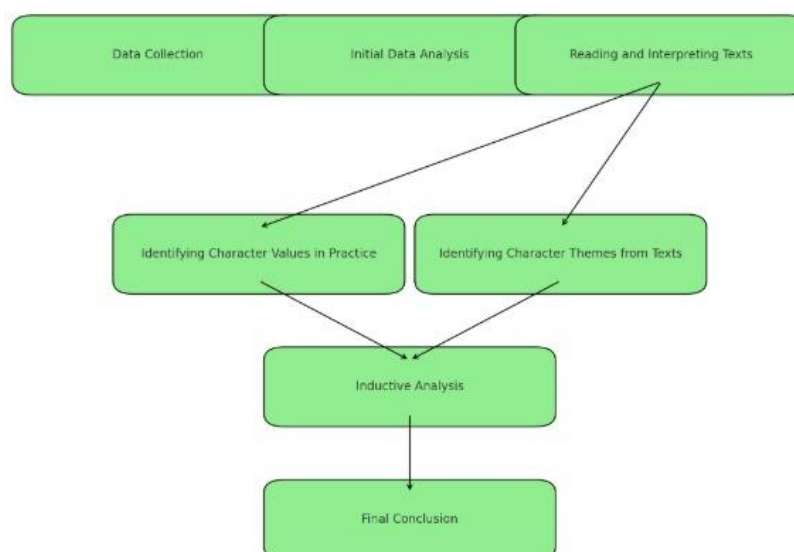 Data Collection
Initial Data Analysis
Reading and Interpreting Texts
Identifying Character Values in Practice
Identifying Character Themes from Texts
Inductive Analysis
Final Conclusion